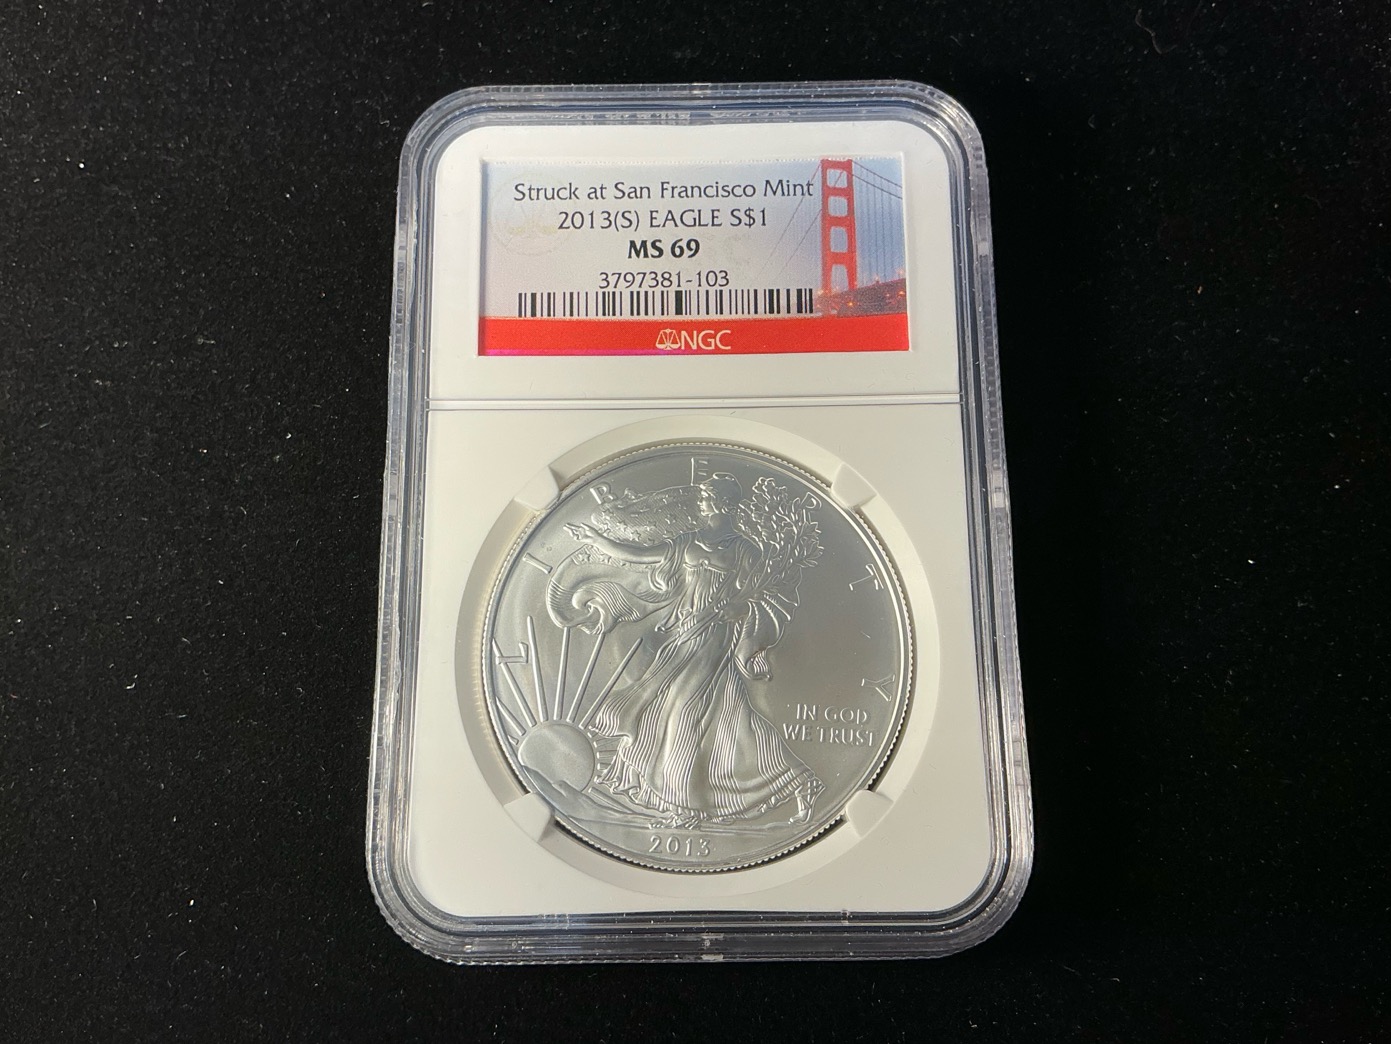 Struck at San Francisco Mint
2013(S) EAGLE S$1
MS 69
3797381-103
NGC
LIBERTY
IN GOD
WE TRUST
2013